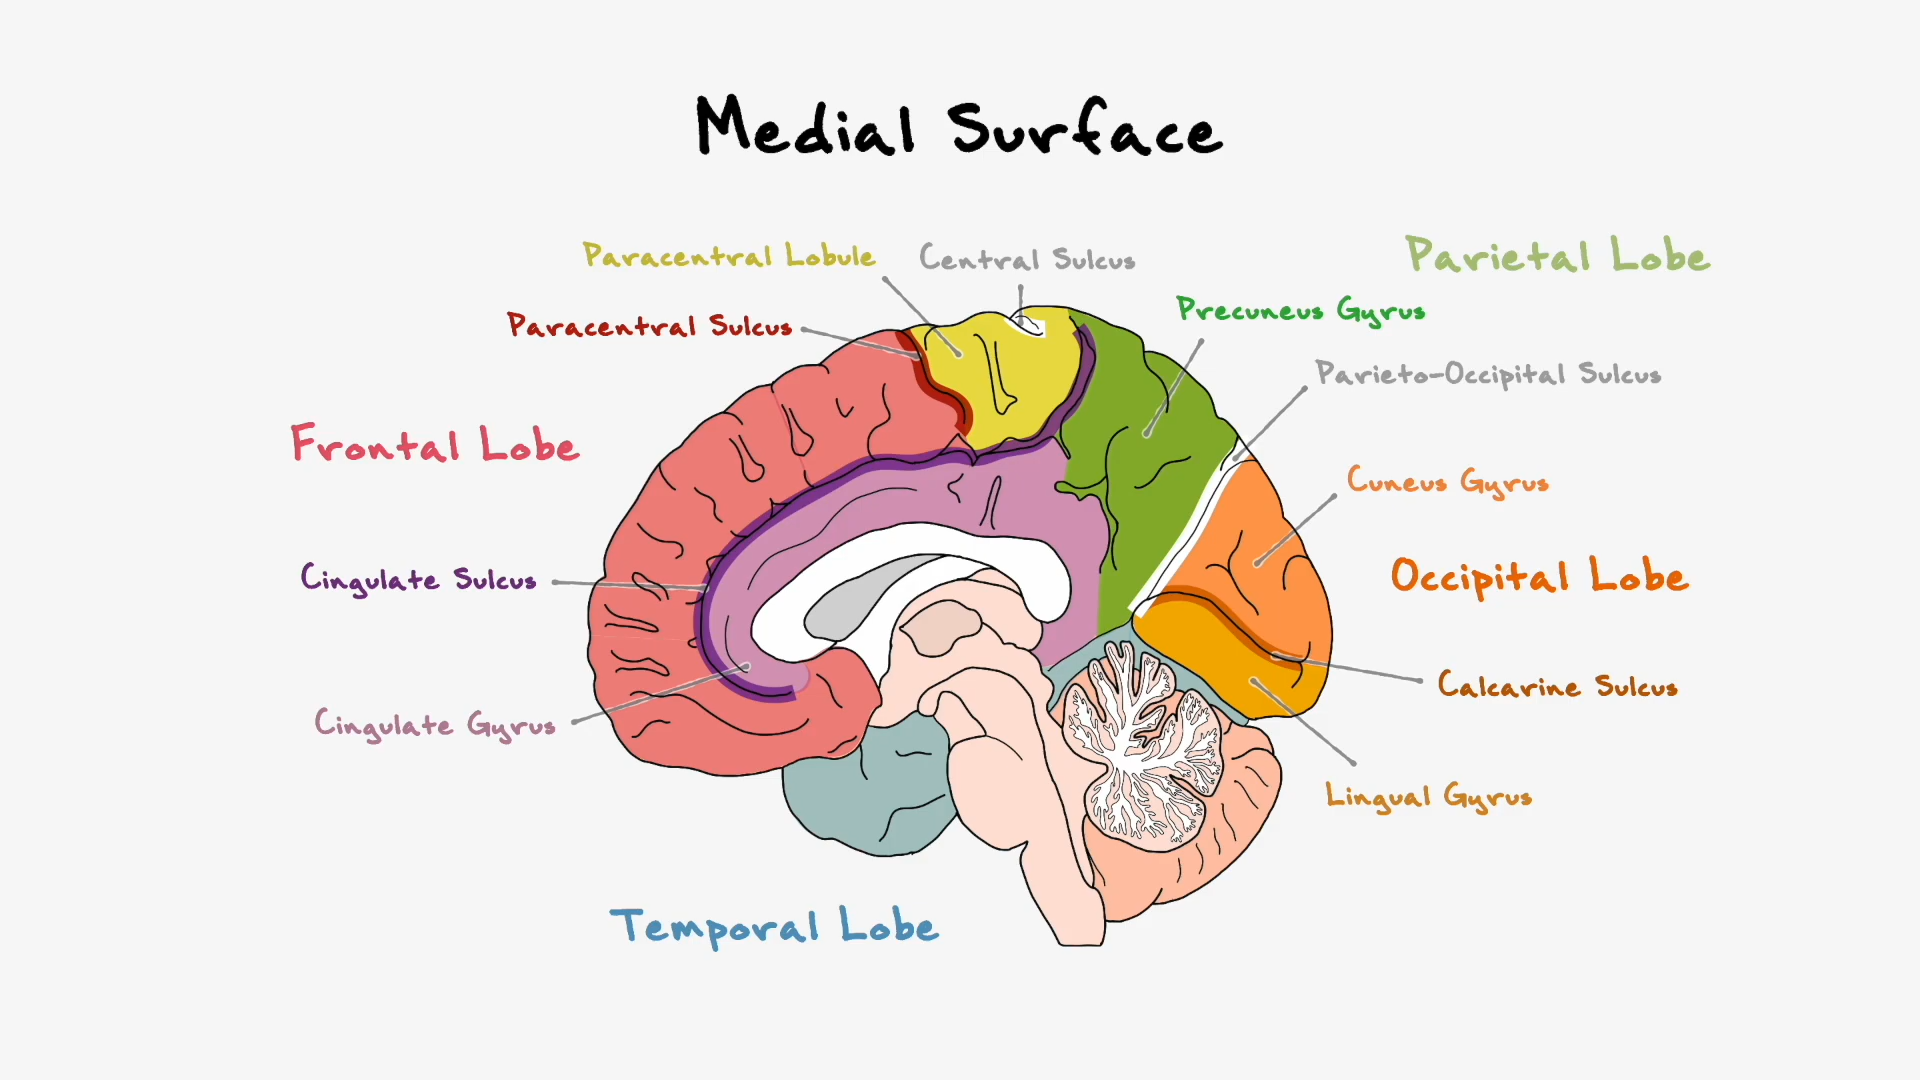 Medial Surface
Paracentral Lobule
Central Sulcus
Parietal Lobe
Paracentral Sulcus
Precuneus Gyrus
Parieto-Occipital Sulcus
Frontal Lobe
Cuneus Gyrus
Cingulate Sulcus
Occipital Lobe
Calcarine Sulcus
Cingulate Gyrus
Lingual Gyrus
Temporal Lobe